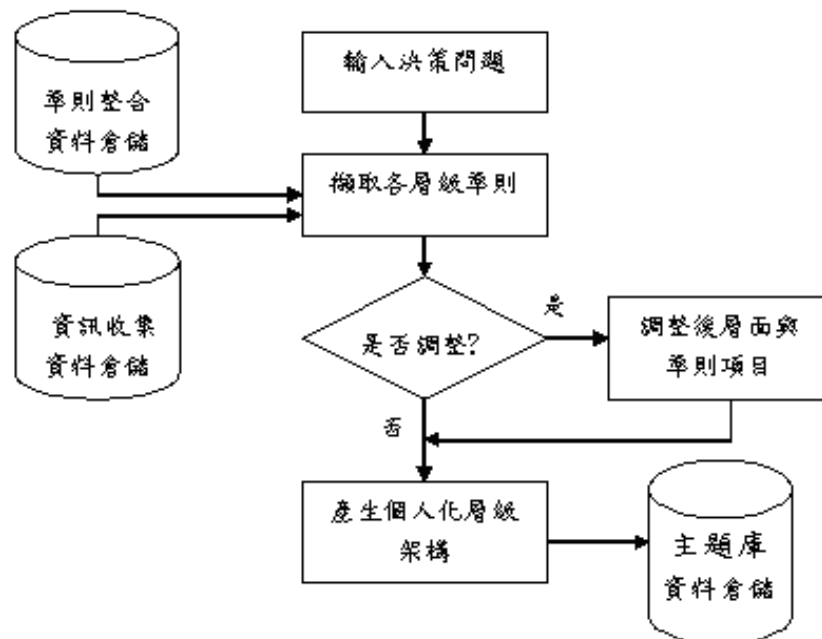 輸入決策問題
準則整合
資料倉儲
擷取各層級準則
資訊收集
資料倉儲
是否調整?
是
調整後層面與
準則項目
否
產生個人化層級
架構
主題庫
資料倉儲